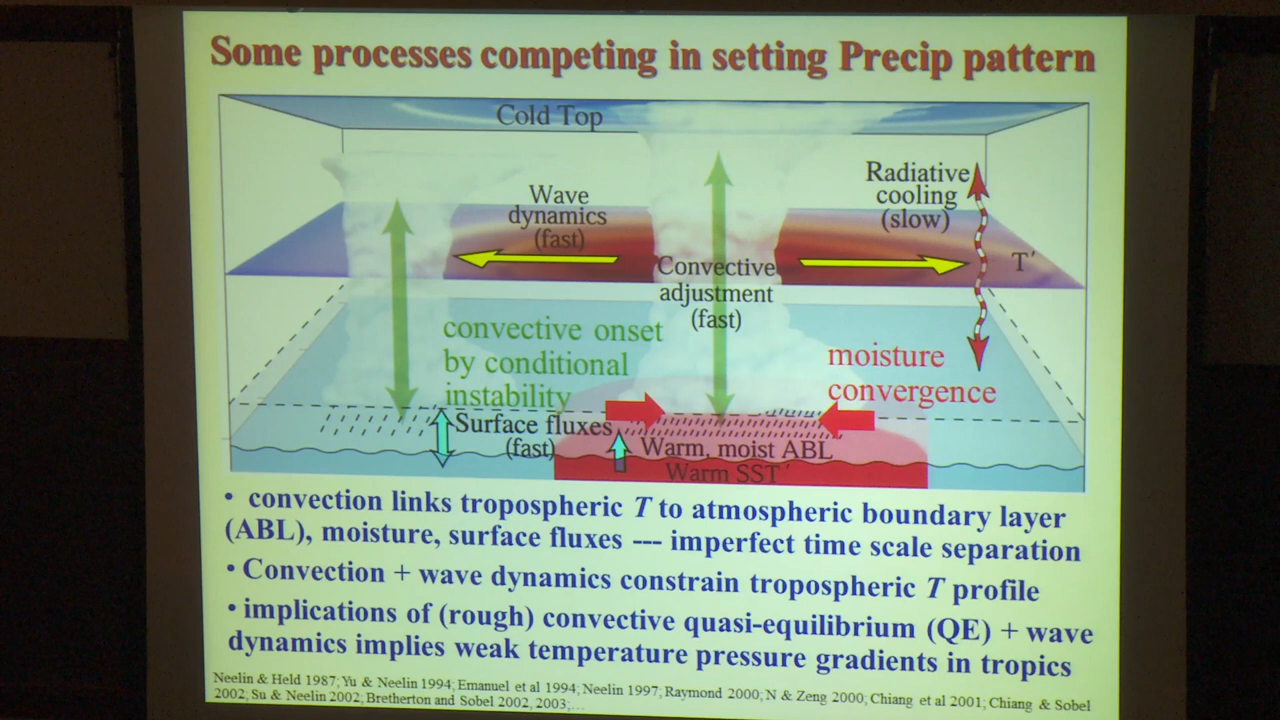 Some processes competing in setting Precip pattern
Cold Top
Wave
dynamics
(fast)
Radiative
cooling
(slow)
T′
Convective
adjustment
(fast)
convective onset
by conditional
instability
moisture
convergence
Surface fluxes
(fast)
Warm, moist ABL
Warm SST′
• convection links tropospheric T to atmospheric boundary layer
(ABL), moisture, surface fluxes --- imperfect time scale separation
• Convection + wave dynamics constrain tropospheric T profile
• implications of (rough) convective quasi-equilibrium (QE) + wave
dynamics implies weak temperature pressure gradients in tropics
Neelin & Held 1987; Yu & Neelin 1994; Emanuel et al 1994; Neelin 1997; Raymond 2000; N & Zeng 2000; Chiang et al 2001; Chiang & Sobel
2002; Su & Neelin 2002; Bretherton and Sobel 2002, 2003;...